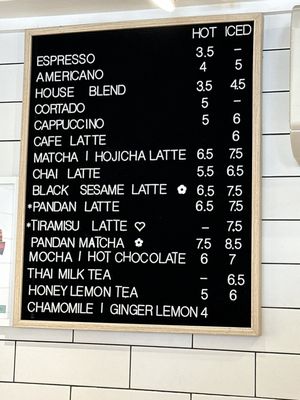 HOT ICED
ESPRESSO 3.5 –
AMERICANO 4 5
HOUSE BLEND 3.5 4.5
CORTADO 5 –
CAPPUCCINO 5 6
CAFE LATTE 6
MATCHA | HOJICHA LATTE 6.5 7.5
CHAI LATTE 5.5 6.5
BLACK SESAME LATTE ✿ 6.5 7.5
*PANDAN LATTE 6.5 7.5
*TIRAMISU LATTE ♡ – 7.5
PANDAN MATCHA ✿ 7.5 8.5
MOCHA | HOT CHOCOLATE 6 7
THAI MILK TEA – 6.5
HONEY LEMON TEA 5 6
CHAMOMILE | GINGER LEMON 4